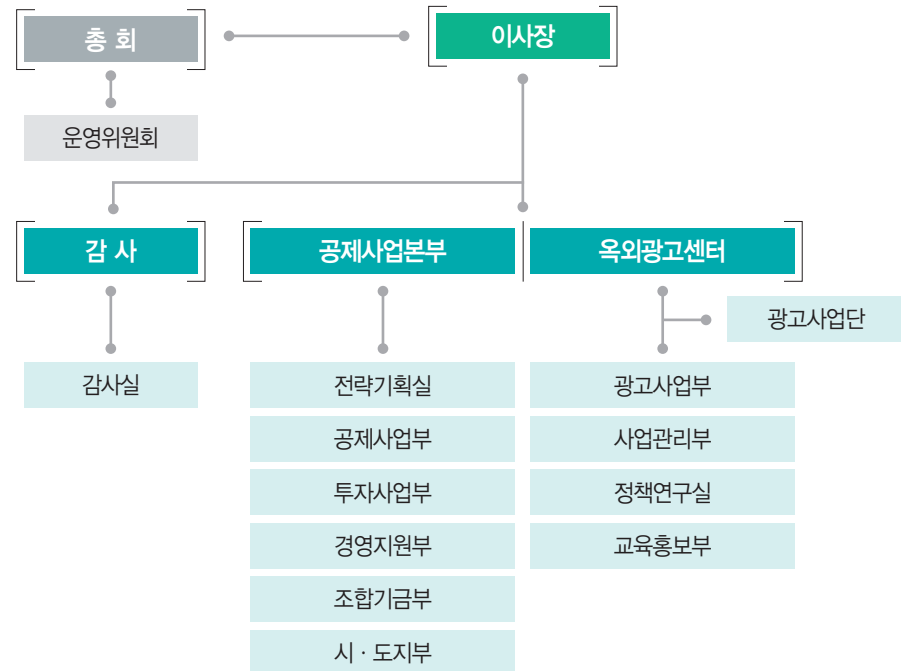 총 회
이사장
운영위원회
감 사
공제사업본부
옥외광고센터
광고사업단
감사실
전략기획실
광고사업부
공제사업부
사업관리부
투자사업부
정책연구실
경영지원부
교육홍보부
조합기금부
시 · 도지부